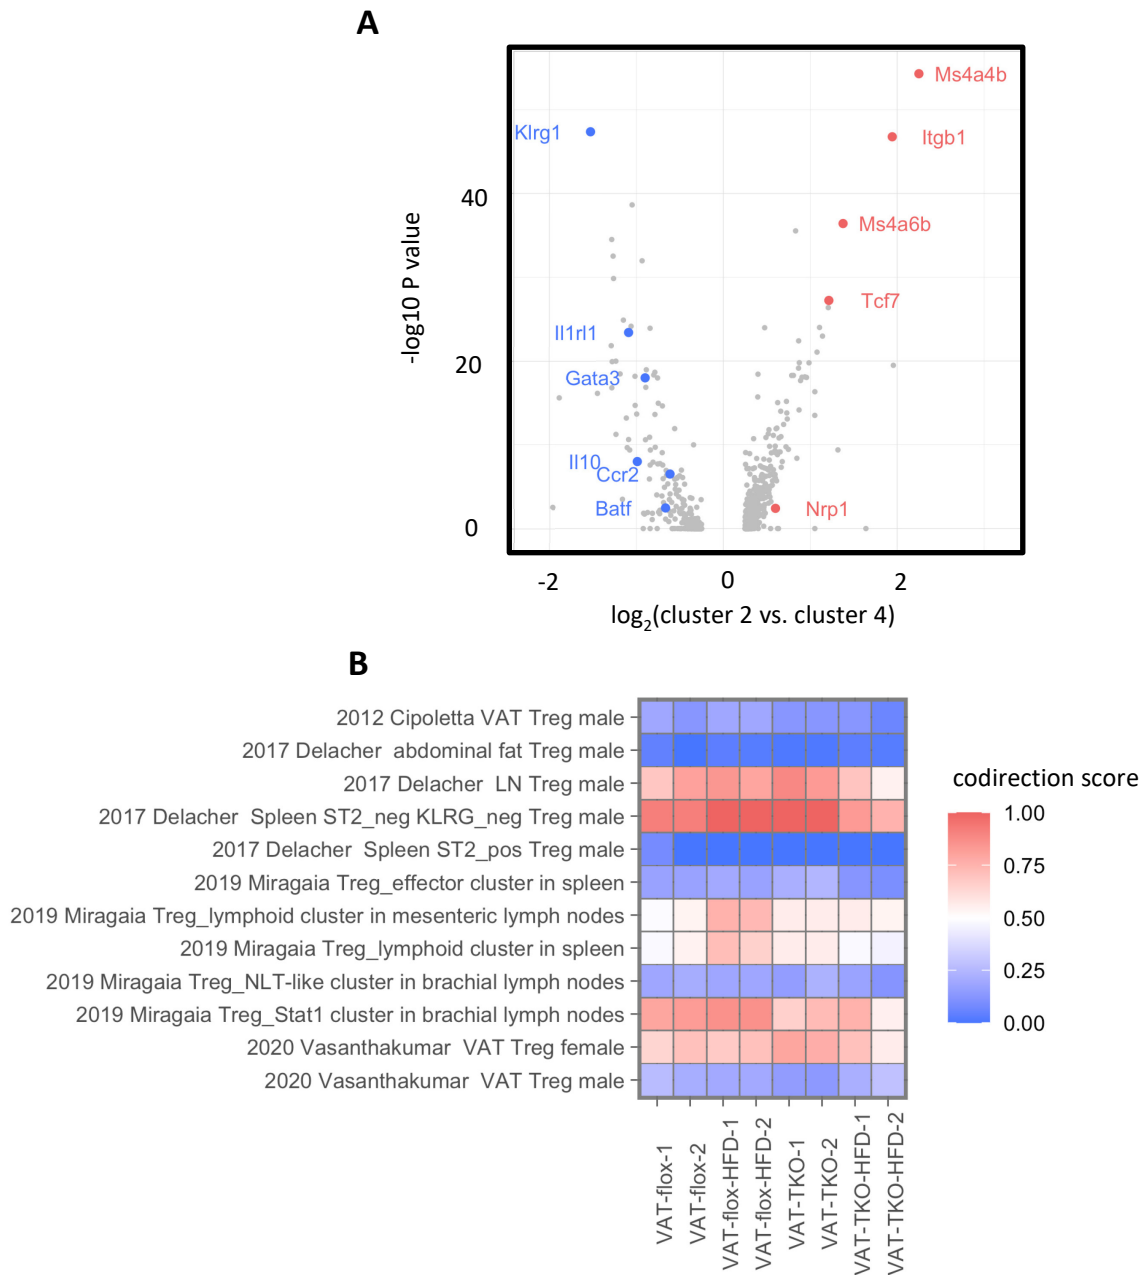 A
Ms4a4b
Klrg1
Itgb1
40
Ms4a6b
-log10 P value
Tcf7
Il1rl1
20
Gata3
Il10
Ccr2
Batf
Nrp1
0
-2 0 2
log2(cluster 2 vs. cluster 4)
B
2012 Cipoletta VAT Treg male
2017 Delacher  abdominal fat Treg male
2017 Delacher  LN Treg male
2017 Delacher  Spleen ST2_neg KLRG_neg Treg male
2017 Delacher  Spleen ST2_pos Treg male
2019 Miragaia Treg_effector cluster in spleen
2019 Miragaia Treg_lymphoid cluster in mesenteric lymph nodes
2019 Miragaia Treg_lymphoid cluster in spleen
2019 Miragaia Treg_NLT-like cluster in brachial lymph nodes
2019 Miragaia Treg_Stat1 cluster in brachial lymph nodes
2020 Vasanthakumar  VAT Treg female
2020 Vasanthakumar  VAT Treg male
codirection score
1.00
0.75
0.50
0.25
0.00
VAT-flox-1
VAT-flox-2
VAT-flox-HFD-1
VAT-flox-HFD-2
VAT-TKO-1
VAT-TKO-2
VAT-TKO-HFD-1
VAT-TKO-HFD-2